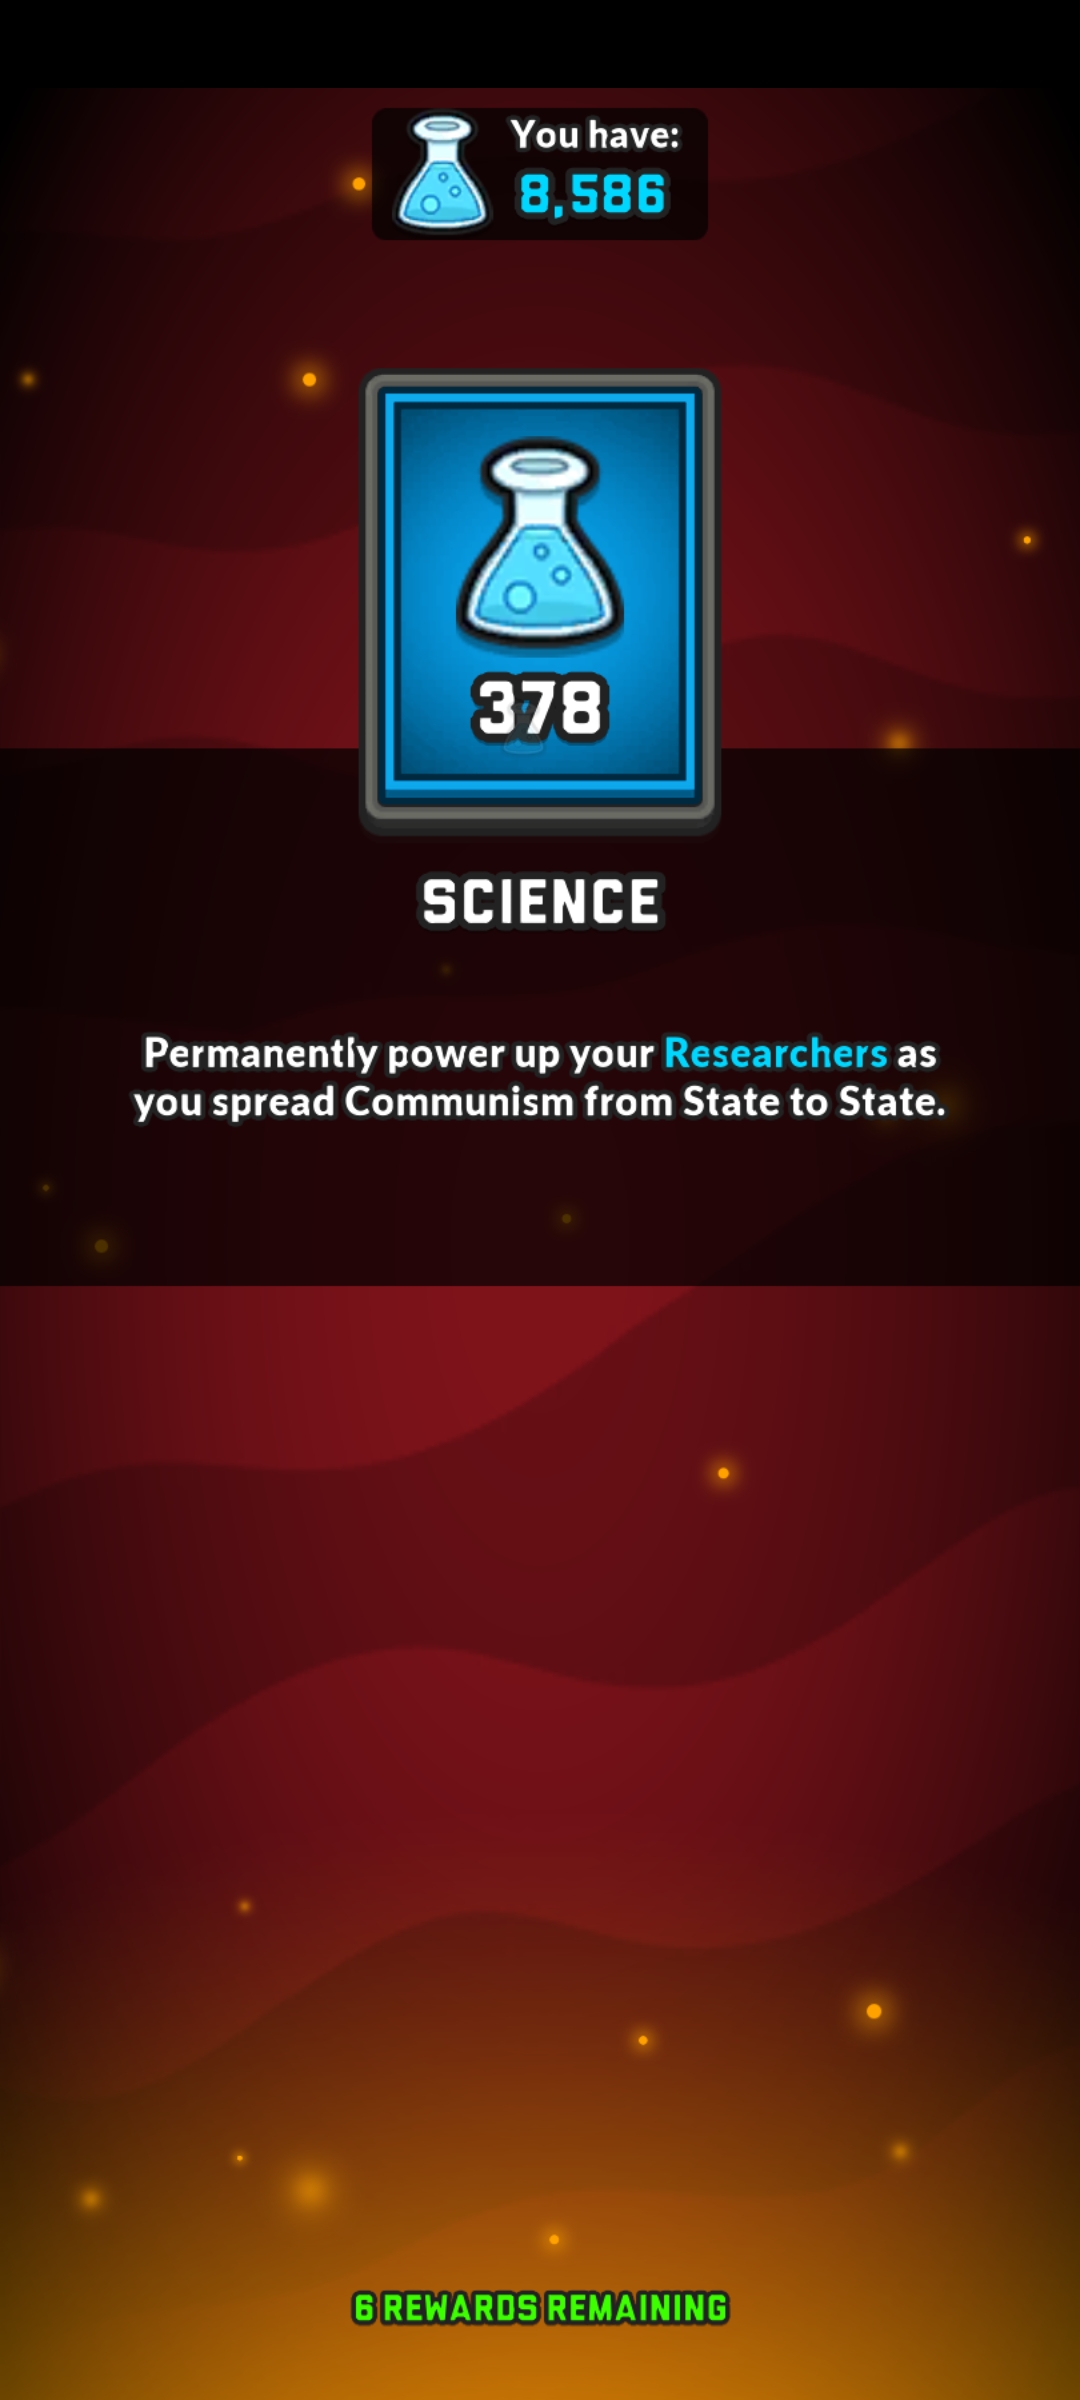 You have:
8,586
378
SCIENCE
Permanently power up your Researchers as
you spread Communism from State to State.
6 REWARDS REMAINING